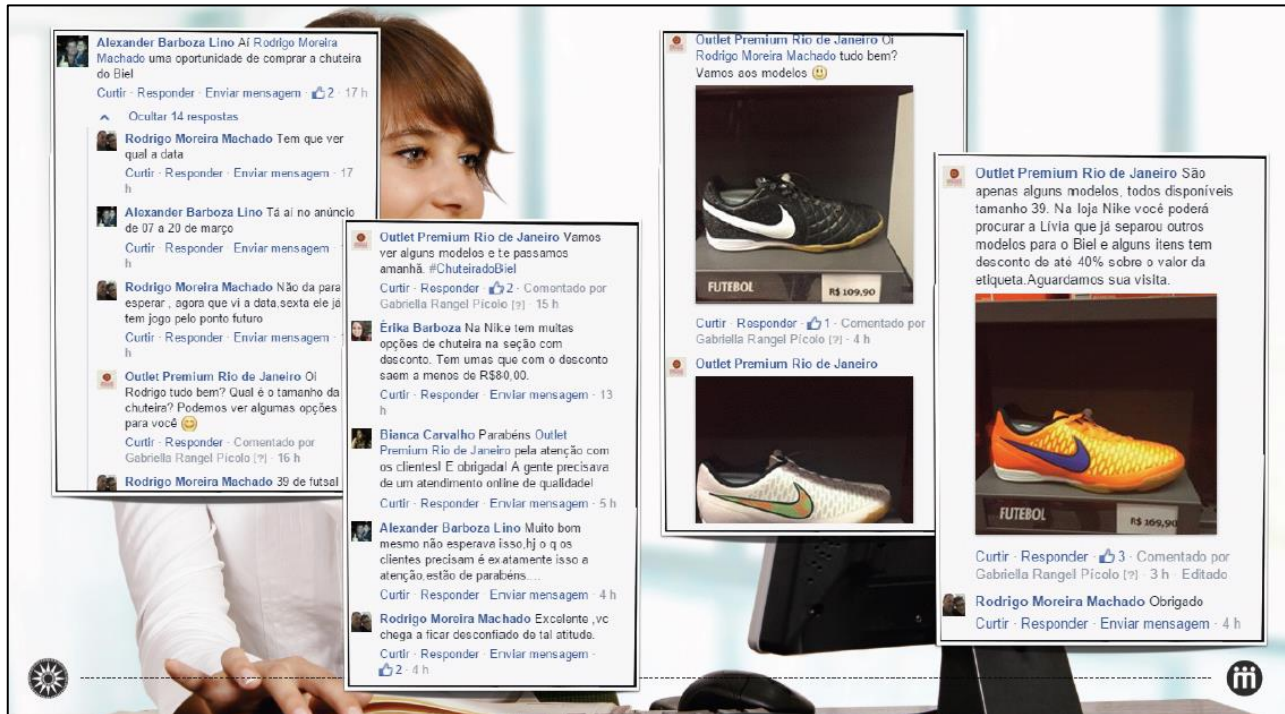 Alexander Barboza Lino Aí Rodrigo Moreira
Machado uma oportunidade de comprar a chuteira
do Biel
Curtir · Responder · Enviar mensagem · 2 · 17 h
Ocultar 14 respostas
Rodrigo Moreira Machado Tem que ver
qual a data
Curtir · Responder · Enviar mensagem · 17
h
Alexander Barboza Lino Tá aí no anúncio
de 07 a 20 de março
Curtir · Responder · Enviar mensagem ·
h
Rodrigo Moreira Machado Não da para
esperar , agora que vi a data,sexta ele já
tem jogo pelo ponto futuro
Curtir · Responder · Enviar mensagem ·
h
Outlet Premium Rio de Janeiro Oi
Rodrigo tudo bem? Qual é o tamanho da
chuteira? Podemos ver algumas opções
para você
Curtir · Responder · Comentado por
Gabriella Rangel Pícolo [?] · 16 h
Rodrigo Moreira Machado 39 de futsal
Outlet Premium Rio de Janeiro Vamos
ver alguns modelos e te passamos
amanhã. #ChuteiradoBiel
Curtir · Responder · 2 · Comentado por
Gabriella Rangel Pícolo [?] · 15 h
Érika Barboza Na Nike tem muitas
opções de chuteira na seção com
desconto. Tem umas que com o desconto
saem a menos de R$80,00.
Curtir · Responder · Enviar mensagem · 13
h
Bianca Carvalho Parabéns Outlet
Premium Rio de Janeiro pela atenção com
os clientes! E obrigada! A gente precisava
de um atendimento online de qualidade!
Curtir · Responder · Enviar mensagem · 5 h
Alexander Barboza Lino Muito bom
mesmo não esperava isso,hj o q os
clientes precisam é exatamente isso a
atenção,estão de parabéns....
Curtir · Responder · Enviar mensagem · 4 h
Rodrigo Moreira Machado Excelente ,vc
chega a ficar desconfiado de tal atitude.
Curtir · Responder · Enviar mensagem ·
2 · 4 h
Outlet Premium Rio de Janeiro Oi
Rodrigo Moreira Machado tudo bem?
Vamos aos modelos
FUTEBOL
R$ 109,90
Curtir · Responder · 1 · Comentado por
Gabriella Rangel Pícolo [?] · 4 h
Outlet Premium Rio de Janeiro
Outlet Premium Rio de Janeiro São
apenas alguns modelos, todos disponíveis
tamanho 39. Na loja Nike você poderá
procurar a Lívia que já separou outros
modelos para o Biel e alguns itens tem
desconto de até 40% sobre o valor da
etiqueta.Aguardamos sua visita.
FUTEBOL
R$ 169,90
Curtir · Responder · 3 · Comentado por
Gabriella Rangel Pícolo [?] · 3 h · Editado
Rodrigo Moreira Machado Obrigado
Curtir · Responder · Enviar mensagem · 4 h